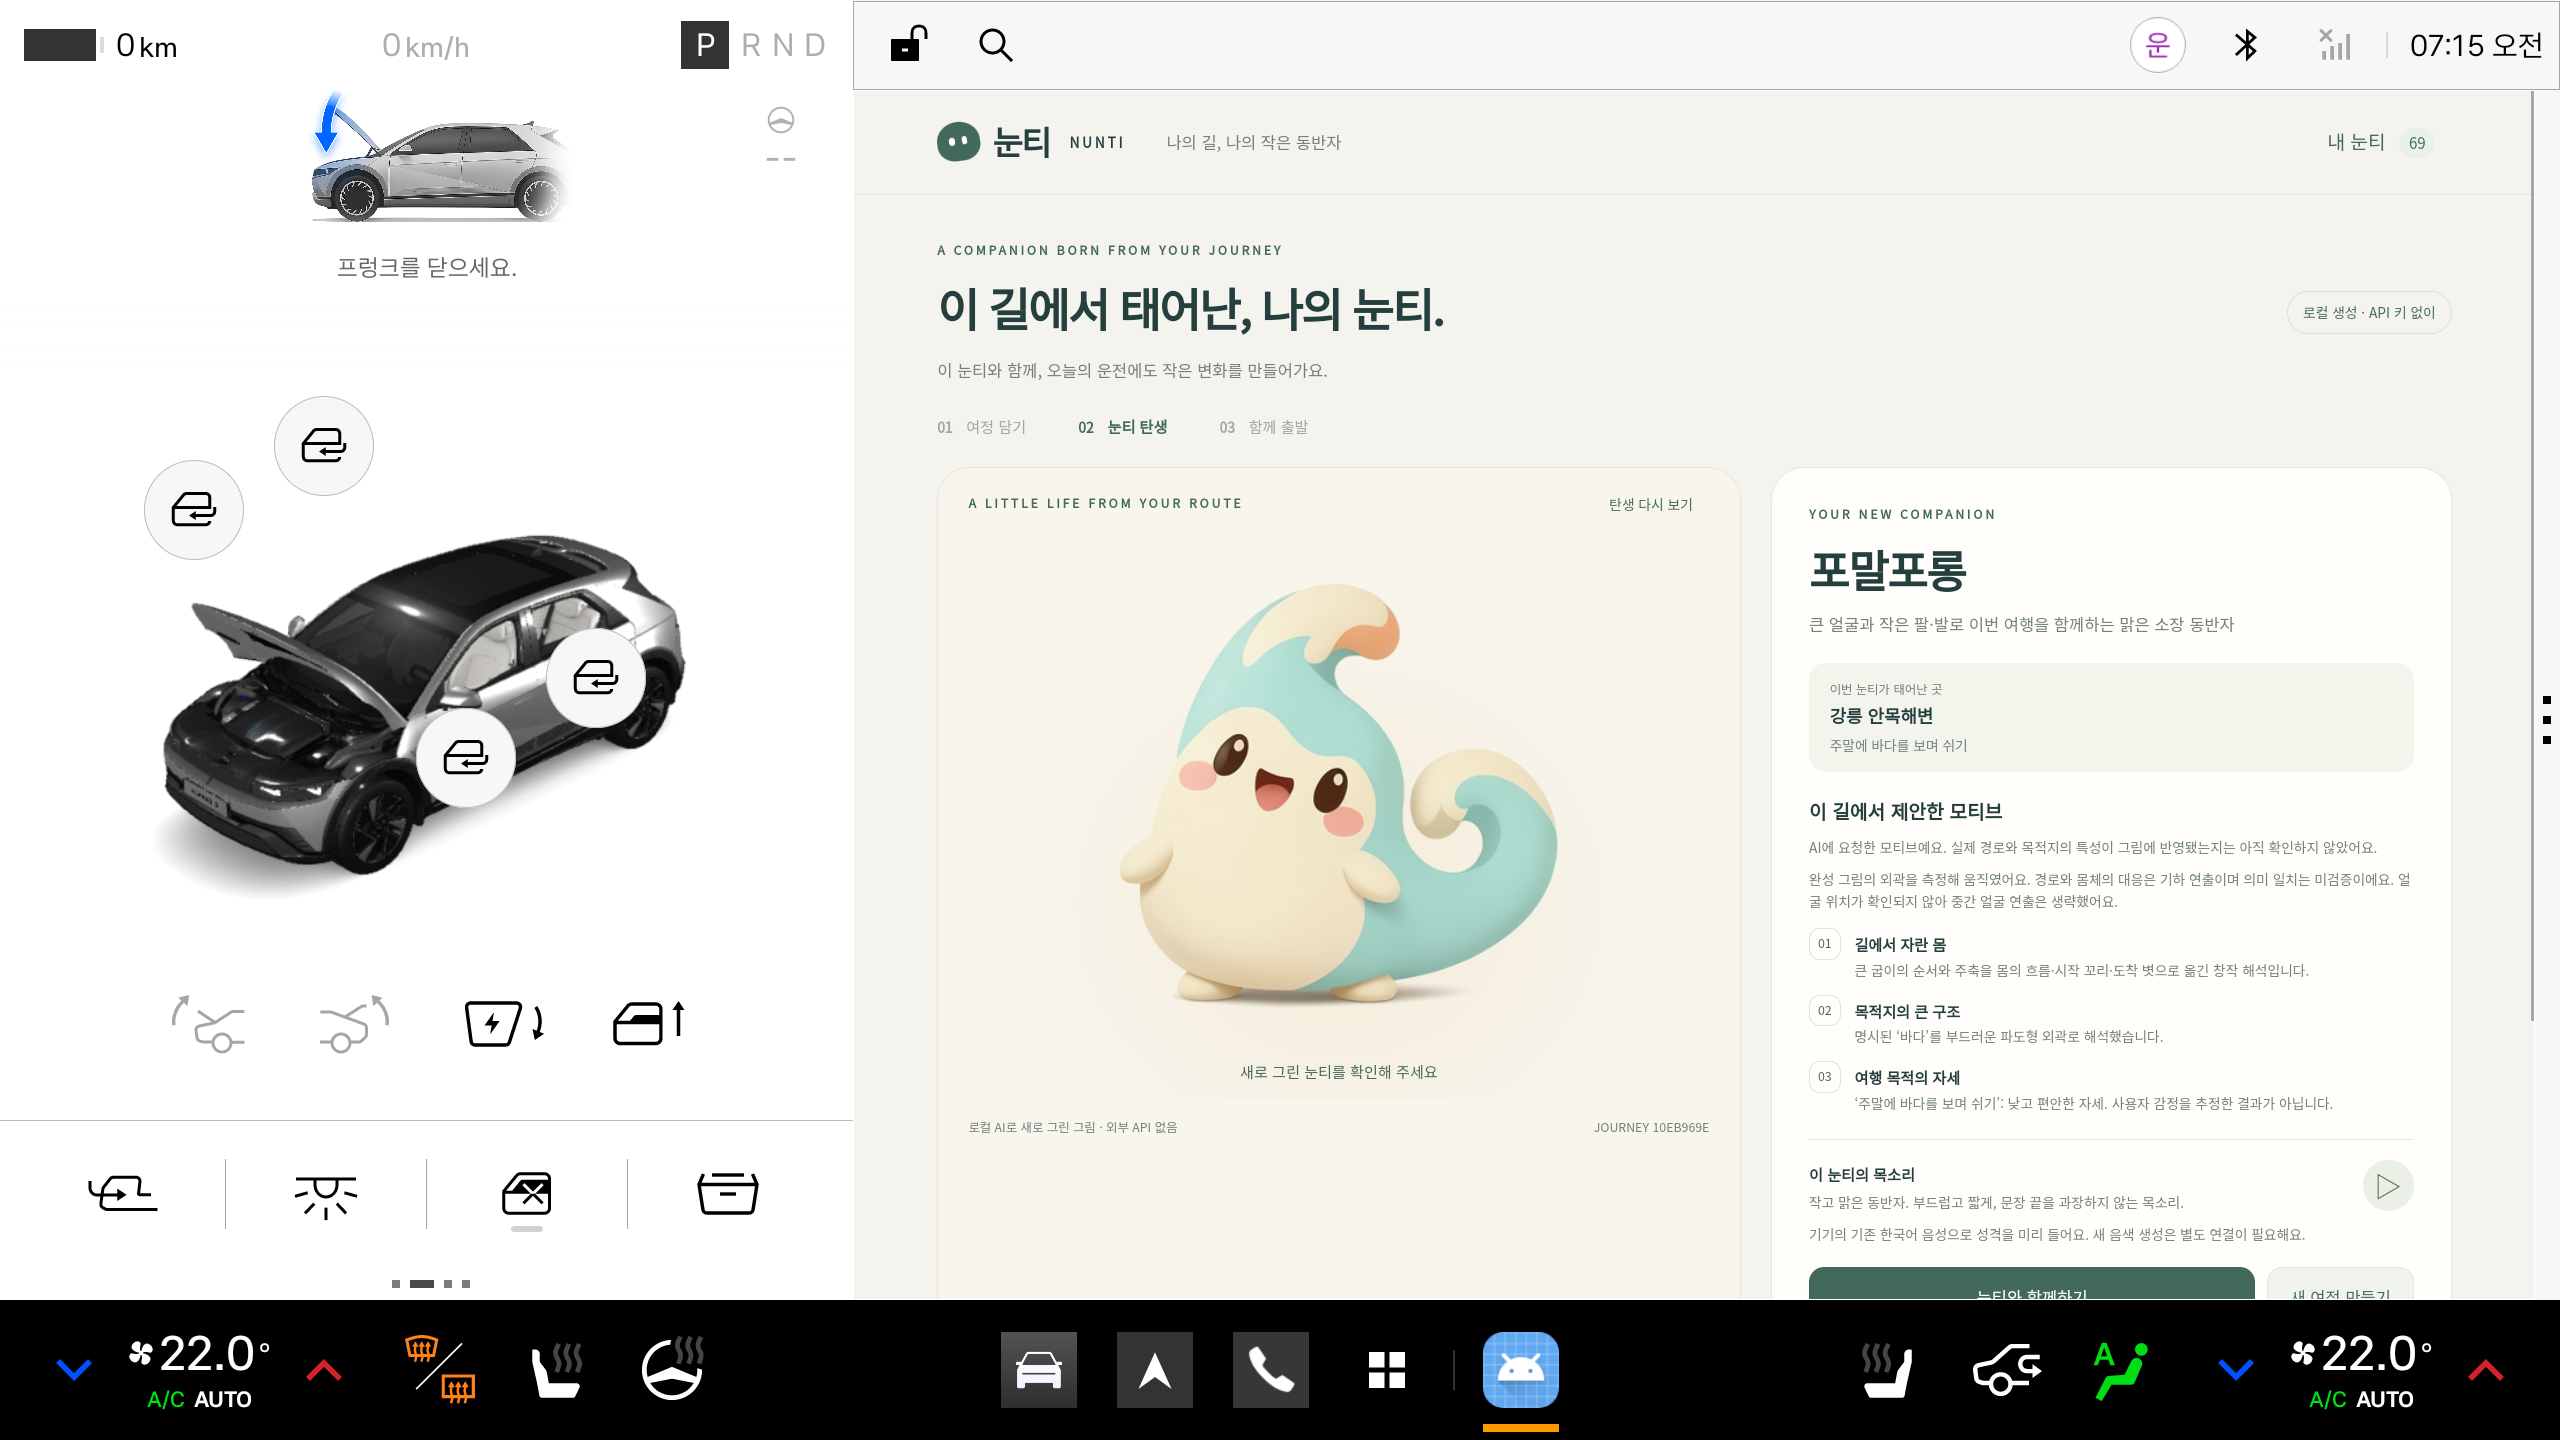 0 km
0 km/h
P R N D
운
07:15 오전
프렁크를 닫으세요.
눈티 NUNTI 나의 길, 나의 작은 동반자
내 눈티 69
A COMPANION BORN FROM YOUR JOURNEY
이 길에서 태어난, 나의 눈티.
로컬 생성 · API 키 없이
이 눈티와 함께, 오늘의 운전에도 작은 변화를 만들어가요.
01 여정 담기 02 눈티 탄생 03 함께 출발
A LITTLE LIFE FROM YOUR ROUTE
탄생 다시 보기
새로 그린 눈티를 확인해 주세요
로컬 AI로 새로 그린 그림 · 외부 API 없음
JOURNEY 10EB969E
YOUR NEW COMPANION
포말포롱
큰 얼굴과 작은 팔·발로 이번 여행을 함께하는 맑은 소장 동반자
이번 눈티가 태어난 곳
강릉 안목해변
주말에 바다를 보며 쉬기
이 길에서 제안한 모티브
AI에 요청한 모티브예요. 실제 경로와 목적지의 특성이 그림에 반영됐는지는 아직 확인하지 않았어요.
완성 그림의 외곽을 측정해 움직였어요. 경로와 몸체의 대응은 기하 연출이며 의미 일치는 미검증이에요. 얼
굴 위치가 확인되지 않아 중간 얼굴 연출은 생략했어요.
01 길에서 자란 몸
큰 굽이의 순서와 주축을 몸의 흐름·시작 꼬리·도착 볏으로 옮긴 창작 해석입니다.
02 목적지의 큰 구조
명시된 ‘바다’를 부드러운 파도형 외곽로 해석했습니다.
03 여행 목적의 자세
‘주말에 바다를 보며 쉬기’: 낮고 편안한 자세. 사용자 감정을 추정한 결과가 아닙니다.
이 눈티의 목소리
작고 맑은 동반자. 부드럽고 짧게, 문장 끝을 과장하지 않는 목소리.
기기의 기존 한국어 음성으로 성격을 미리 들어요. 새 음색 생성은 별도 연결이 필요해요.
눈티와 함께하기
새 여정 만들기
22.0°
A/C AUTO
A
22.0°
A/C AUTO